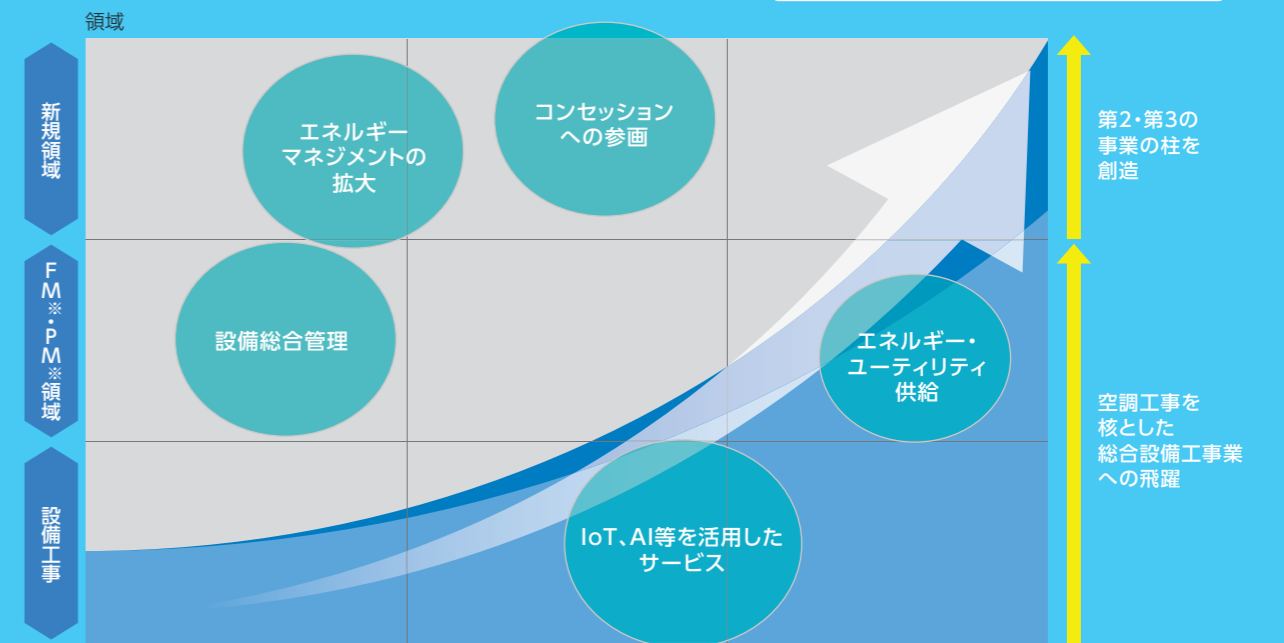 領域
新規領域
FM※・PM※領域
設備工事
エネルギー
マネジメントの
拡大
コンセッション
への参画
設備総合管理
エネルギー・
ユーティリティ
供給
IoT、AI等を活用した
サービス
第2・第3の
事業の柱を
創造
空調工事を
核とした
総合設備工事業
への飛躍